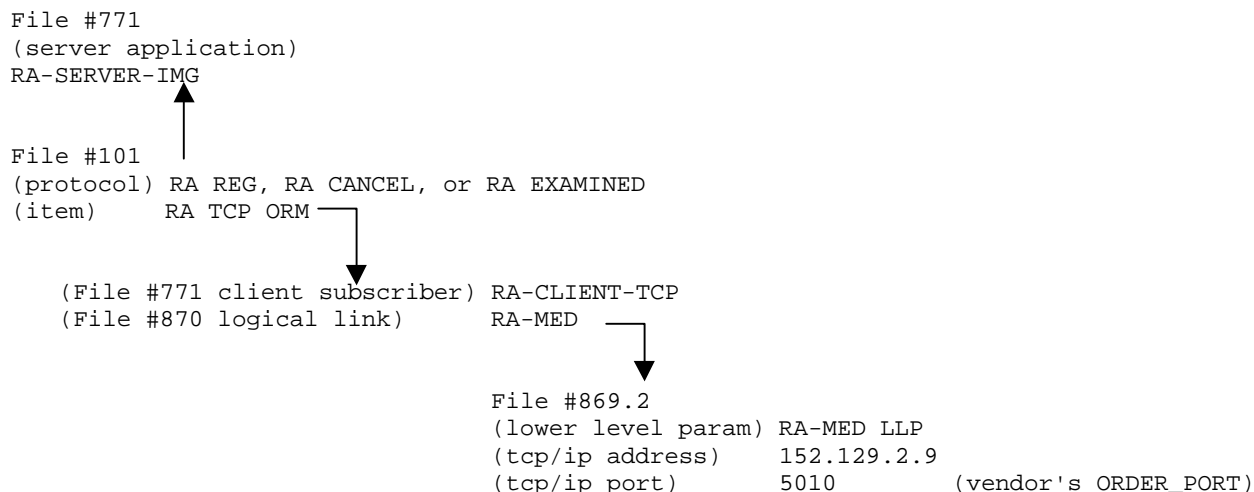 File #771
(server application)
RA-SERVER-IMG
File #101
(protocol) RA REG, RA CANCEL, or RA EXAMINED
(item) RA TCP ORM
(File #771 client subscriber) RA-CLIENT-TCP
(File #870 logical link) RA-MED
File #869.2
(lower level param) RA-MED LLP
(tcp/ip address) 152.129.2.9
(tcp/ip port) 5010 (vendor's ORDER_PORT)